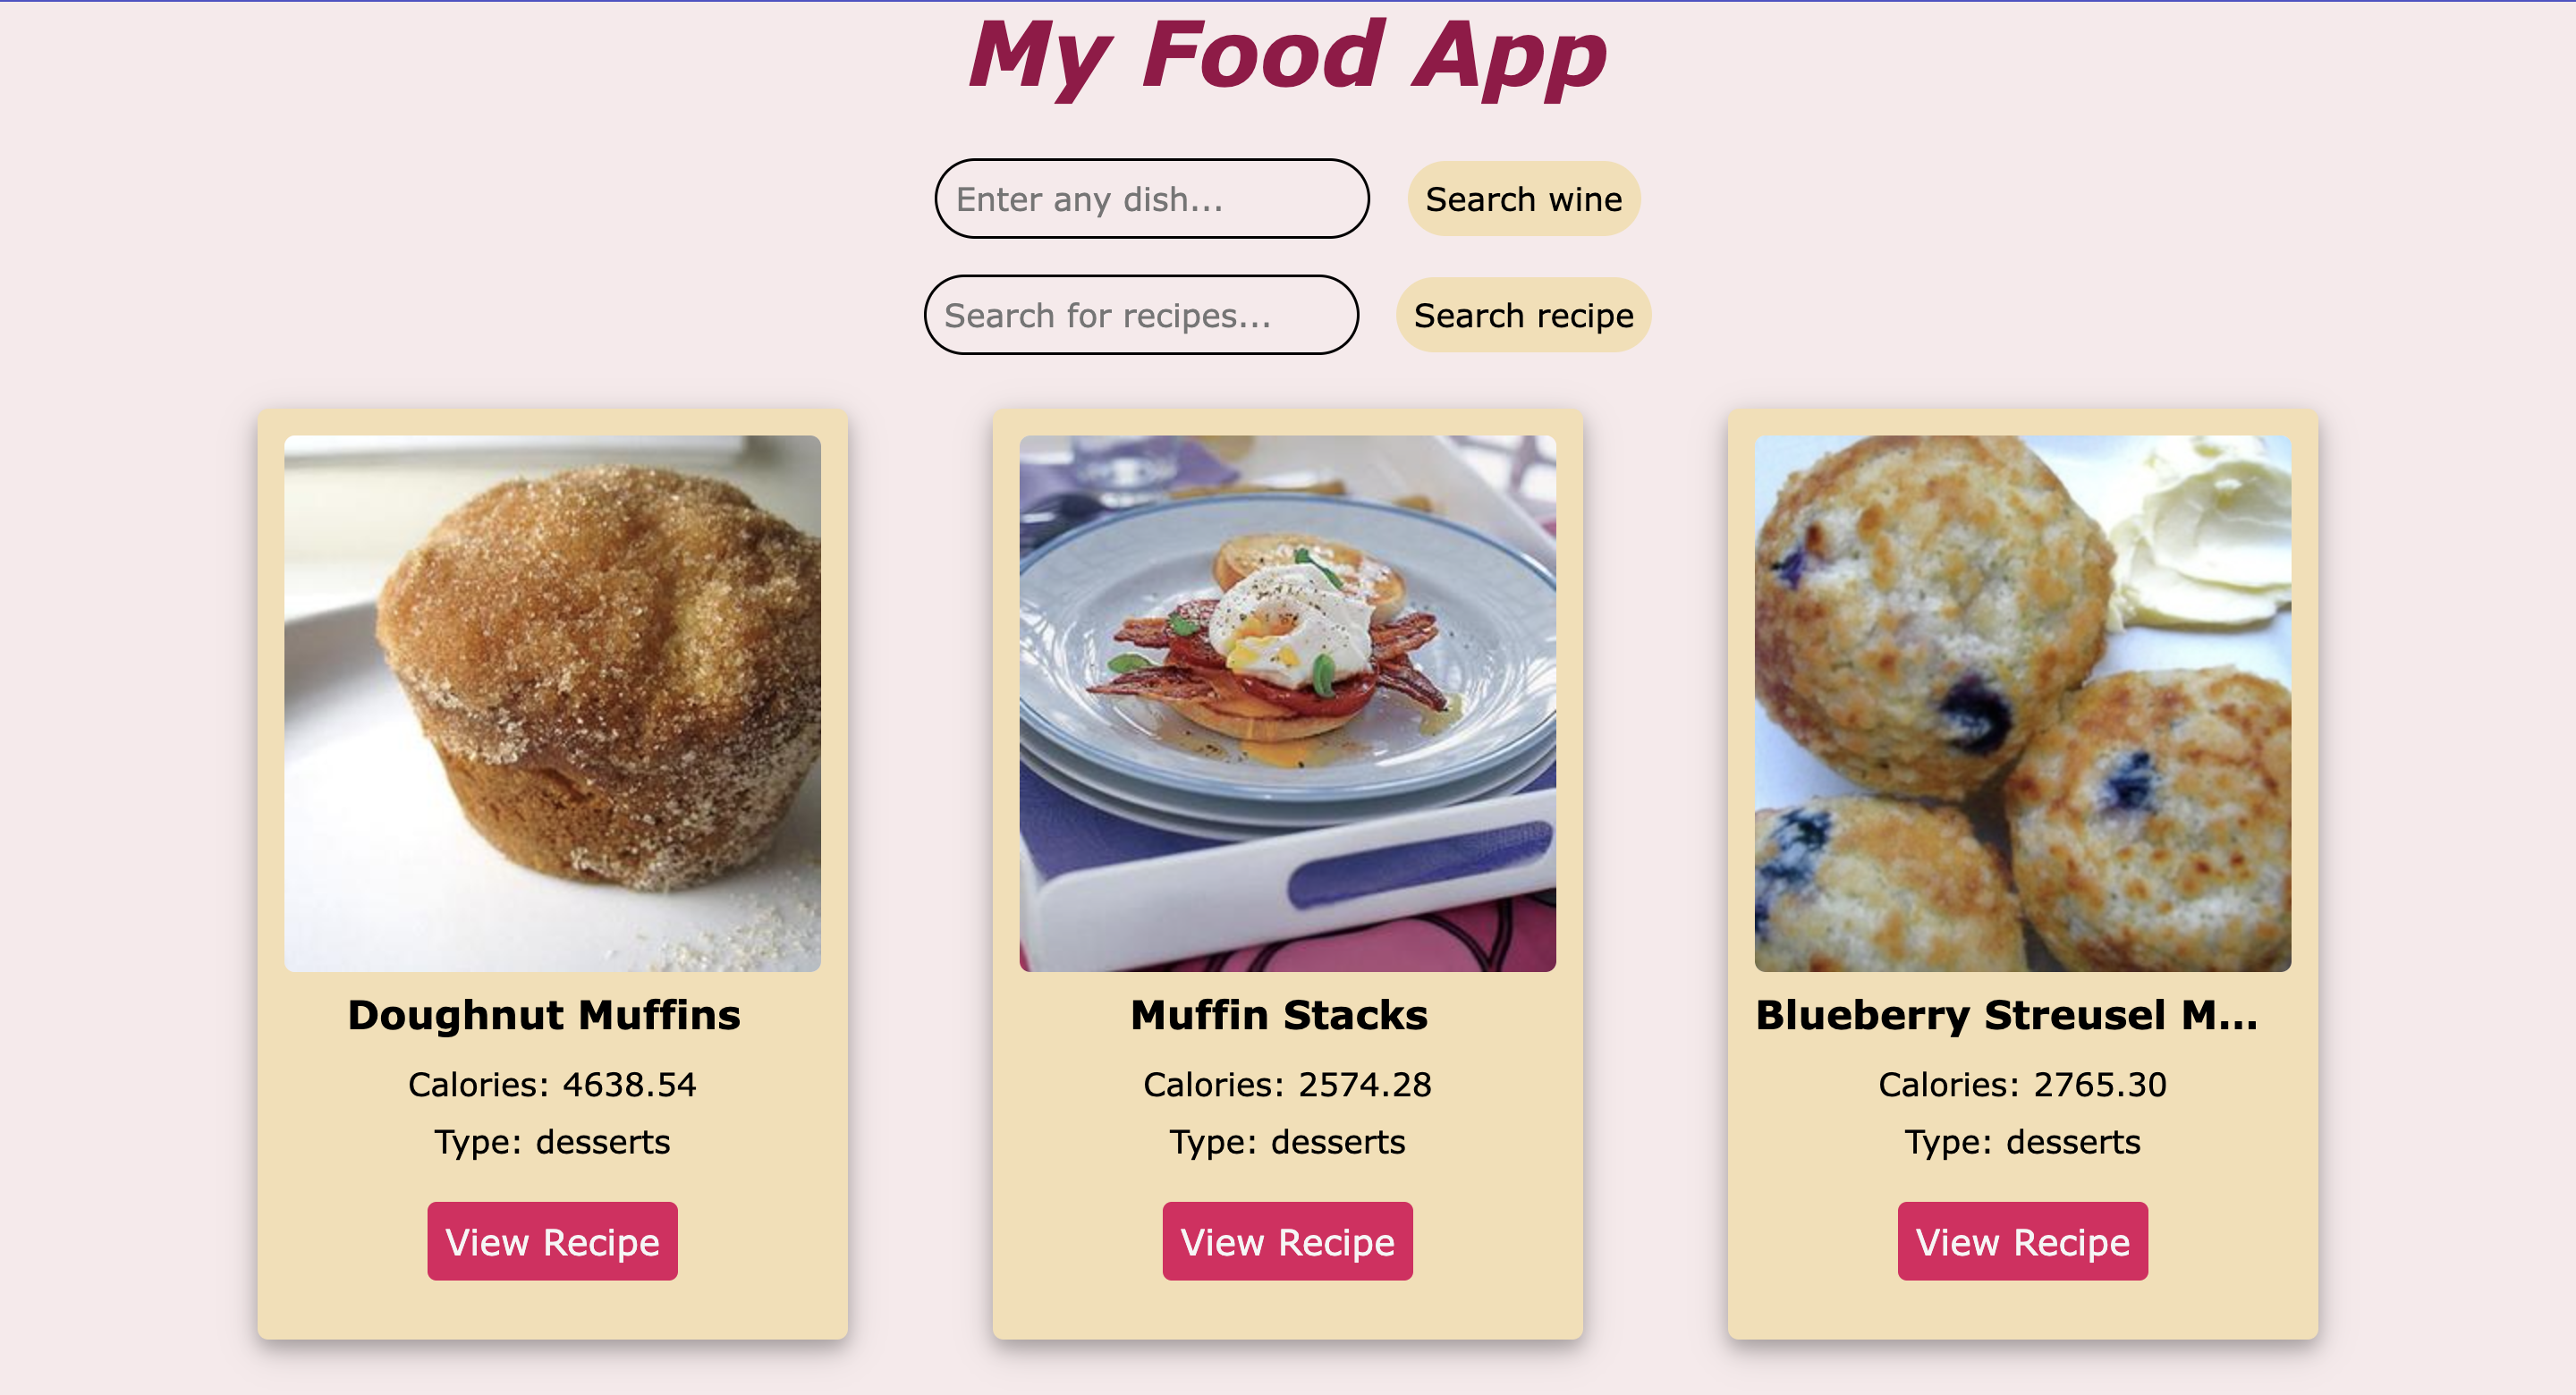 My Food App
Enter any dish...
Search wine
Search for recipes...
Search recipe
Doughnut Muffins
Calories: 4638.54
Type: desserts
View Recipe
Muffin Stacks
Calories: 2574.28
Type: desserts
View Recipe
Blueberry Streusel M...
Calories: 2765.30
Type: desserts
View Recipe